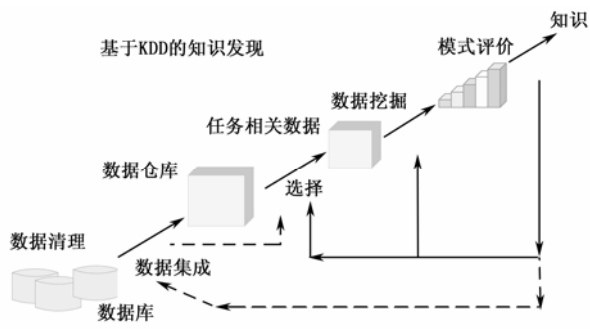 知识
基于KDD的知识发现
模式评价
数据挖掘
任务相关数据
数据仓库
选择
数据清理
数据集成
数据库